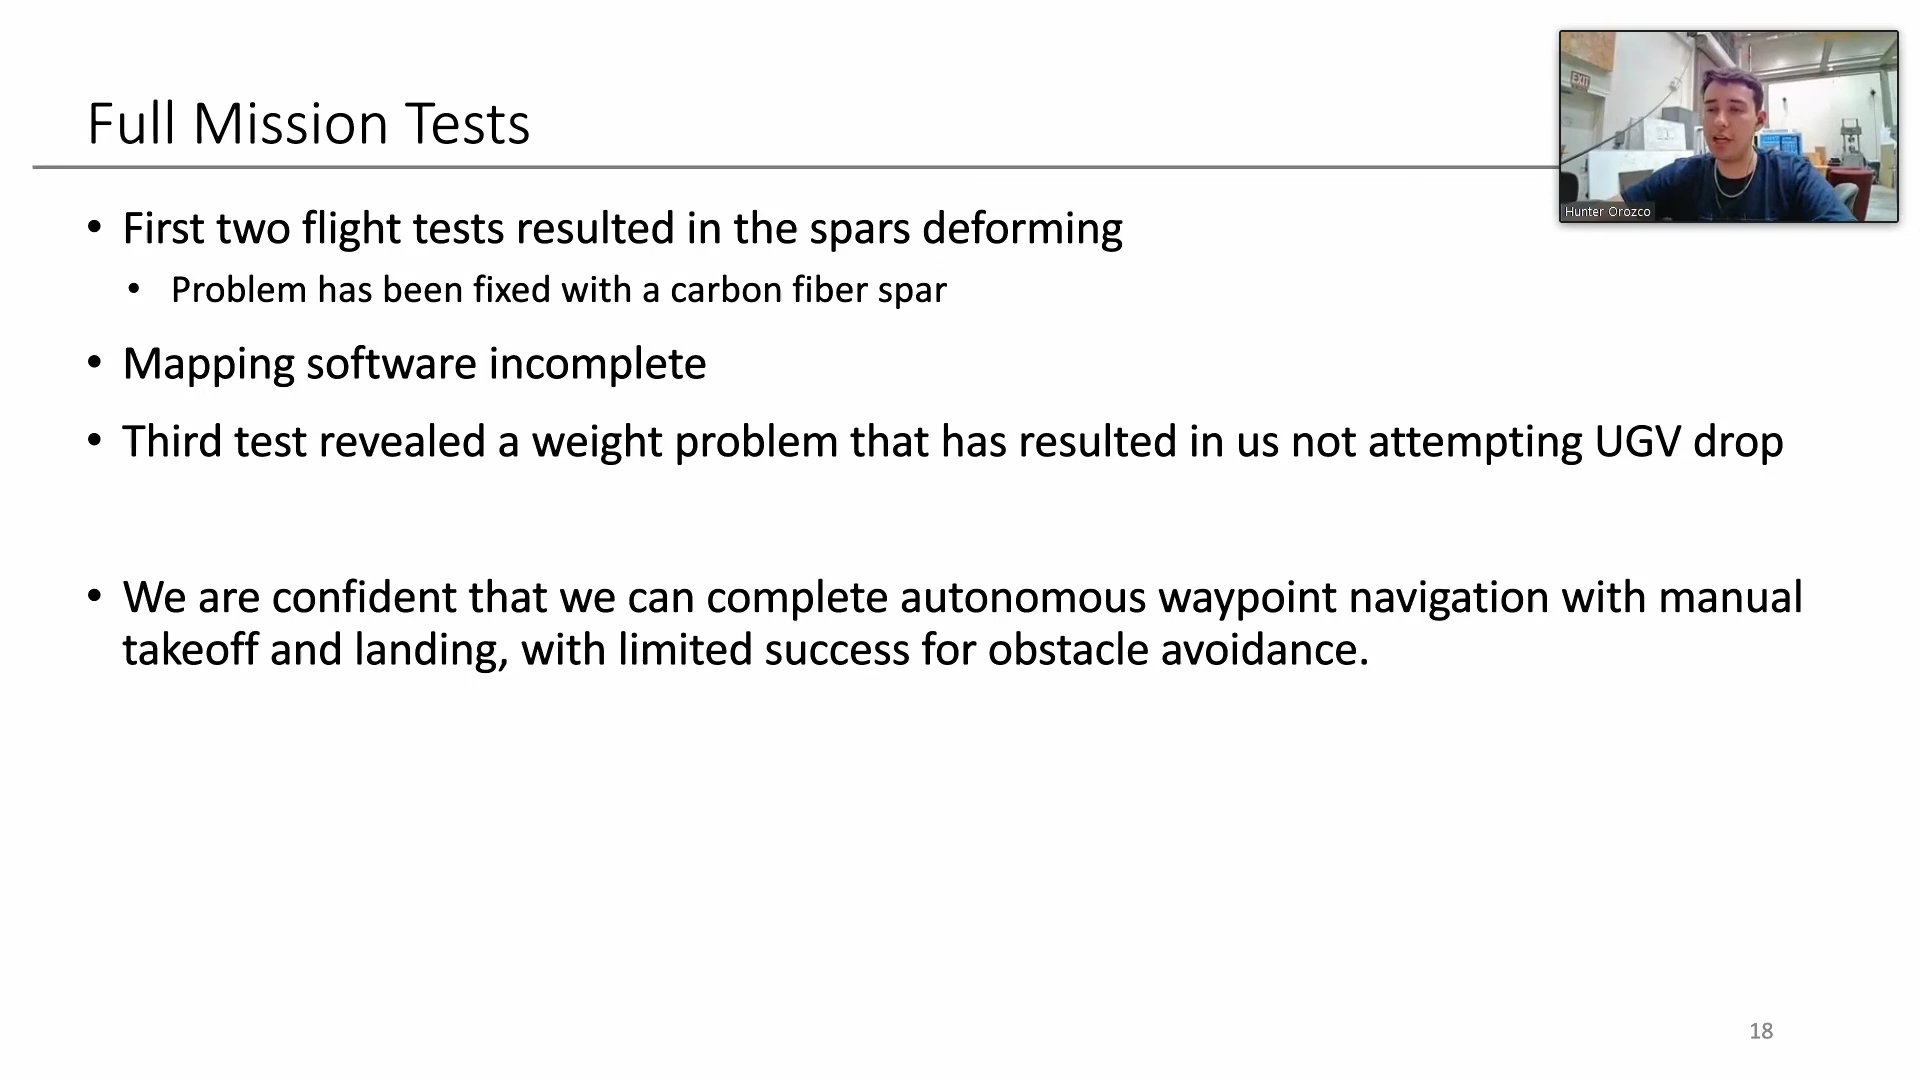 Full Mission Tests
EXIT
Hunter Orozco
• First two flight tests resulted in the spars deforming
• Problem has been fixed with a carbon fiber spar
• Mapping software incomplete
• Third test revealed a weight problem that has resulted in us not attempting UGV drop
• We are confident that we can complete autonomous waypoint navigation with manual
takeoff and landing, with limited success for obstacle avoidance.
18